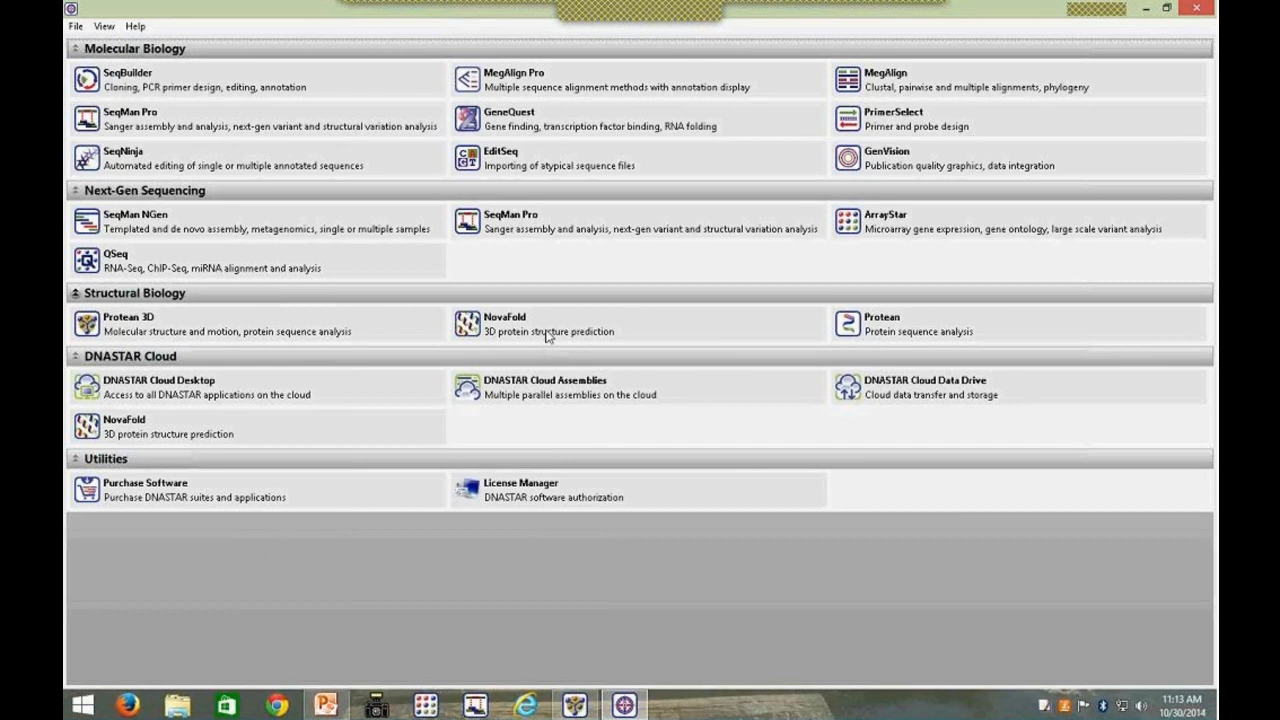 File View Help
Molecular Biology
SeqBuilder
Cloning, PCR primer design, editing, annotation
MegAlign Pro
Multiple sequence alignment methods with annotation display
MegAlign
Clustal, pairwise and multiple alignments, phylogeny
SeqMan Pro
Sanger assembly and analysis, next-gen variant and structural variation analysis
GeneQuest
Gene finding, transcription factor binding, RNA folding
PrimerSelect
Primer and probe design
SeqNinja
Automated editing of single or multiple annotated sequences
EditSeq
Importing of atypical sequence files
GenVision
Publication quality graphics, data integration
Next-Gen Sequencing
SeqMan NGen
Templated and de novo assembly, metagenomics, single or multiple samples
SeqMan Pro
Sanger assembly and analysis, next-gen variant and structural variation analysis
ArrayStar
Microarray gene expression, gene ontology, large scale variant analysis
QSeq
RNA-Seq, ChIP-Seq, miRNA alignment and analysis
Structural Biology
Protean 3D
Molecular structure and motion, protein sequence analysis
NovaFold
3D protein structure prediction
Protean
Protein sequence analysis
DNASTAR Cloud
DNASTAR Cloud Desktop
Access to all DNASTAR applications on the cloud
DNASTAR Cloud Assemblies
Multiple parallel assemblies on the cloud
DNASTAR Cloud Data Drive
Cloud data transfer and storage
NovaFold
3D protein structure prediction
Utilities
Purchase Software
Purchase DNASTAR suites and applications
License Manager
DNASTAR software authorization
11:13 AM
10/30/2014